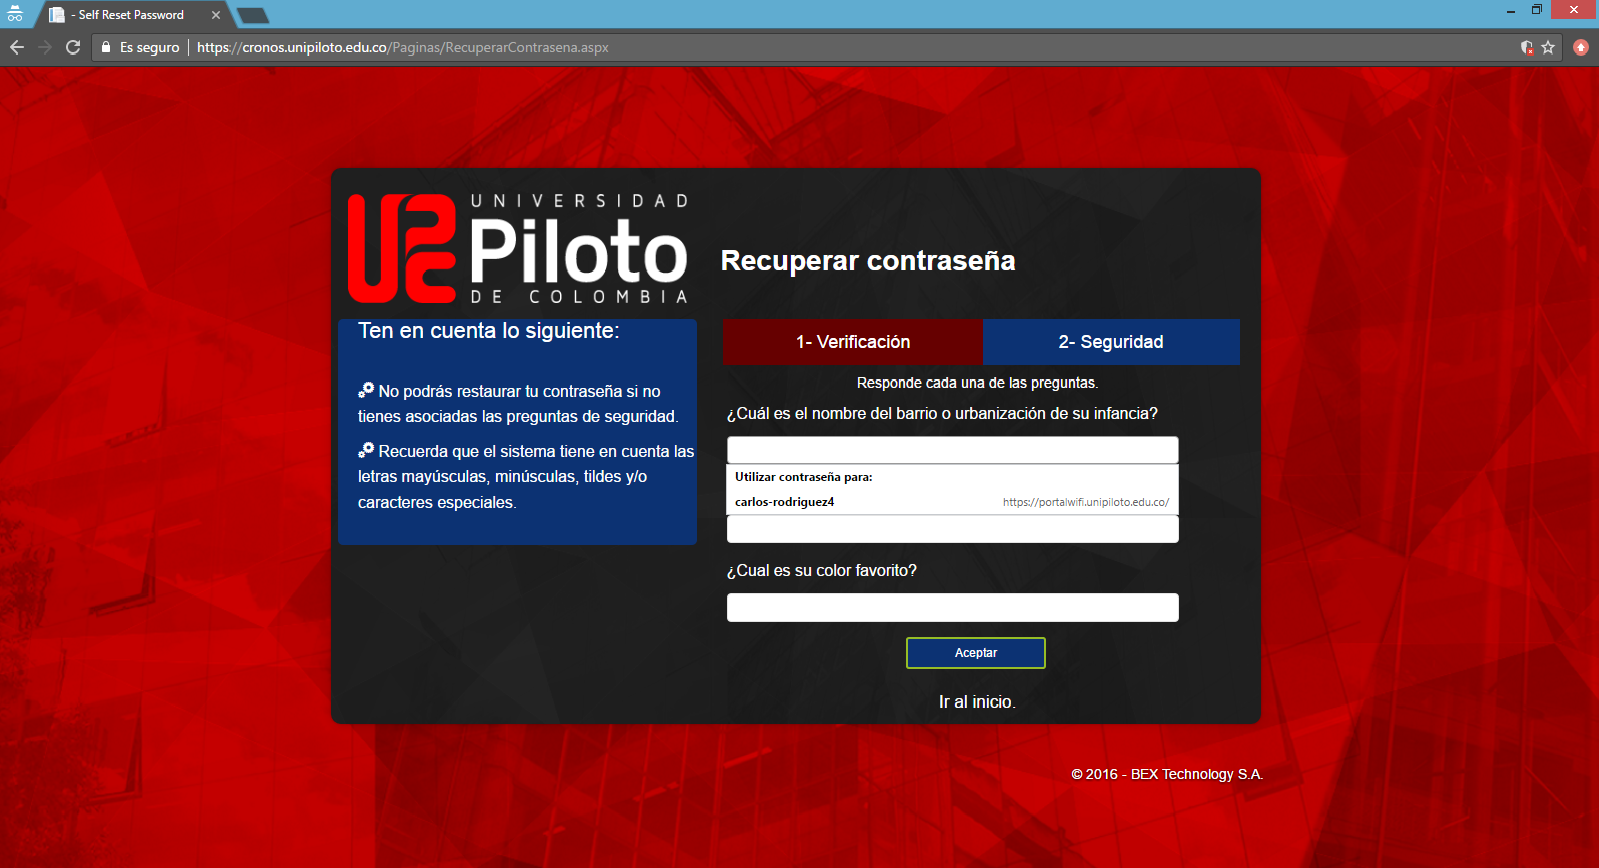 - Self Reset Password
Es seguro
https://cronos.unipiloto.edu.co/Paginas/RecuperarContrasena.aspx
UNIVERSIDAD
Piloto
DE COLOMBIA
Recuperar contraseña
Ten en cuenta lo siguiente:
No podrás restaurar tu contraseña si no
tienes asociadas las preguntas de seguridad.
Recuerda que el sistema tiene en cuenta las
letras mayúsculas, minúsculas, tildes y/o
caracteres especiales.
1- Verificación
2- Seguridad
Responde cada una de las preguntas.
¿Cuál es el nombre del barrio o urbanización de su infancia?
Utilizar contraseña para:
carlos-rodriguez4 https://portalwifi.unipiloto.edu.co/
¿Cual es su color favorito?
Aceptar
Ir al inicio.
© 2016 - BEX Technology S.A.